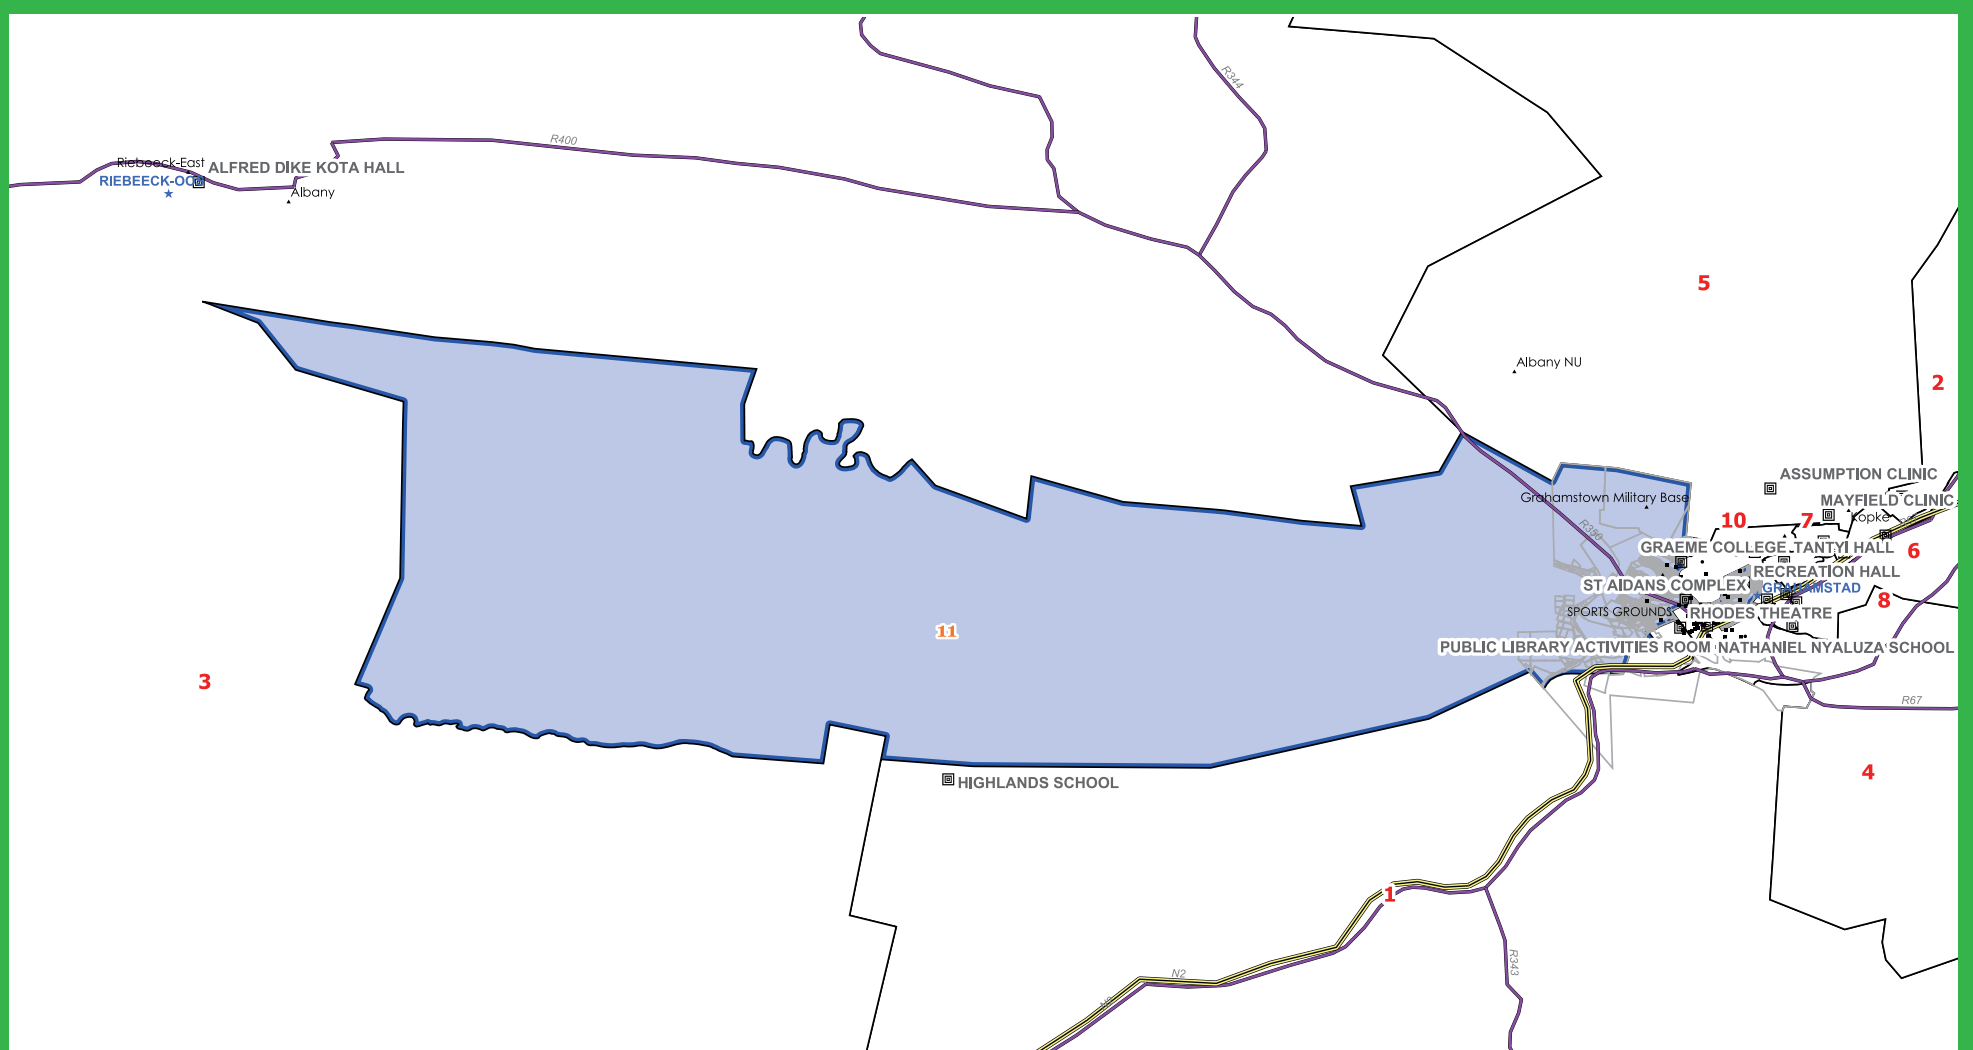 R344
R400
Riebeeck-East
ALFRED DIKE KOTA HALL
RIEBEECK-OO
Albany
5
Albany NU
2
ASSUMPTION CLINIC
Grahamstown Military Base
MAYFIELD CLINIC
Kopke
10
7
R350
GRAEME COLLEGE
TANTYI HALL
6
RECREATION HALL
ST AIDANS COMPLEX
GRAHAMSTAD
8
SPORTS GROUNDS
RHODES THEATRE
11
PUBLIC LIBRARY ACTIVITIES ROOM
NATHANIEL NYALUZA SCHOOL
3
R67
4
HIGHLANDS SCHOOL
1
N2
R343